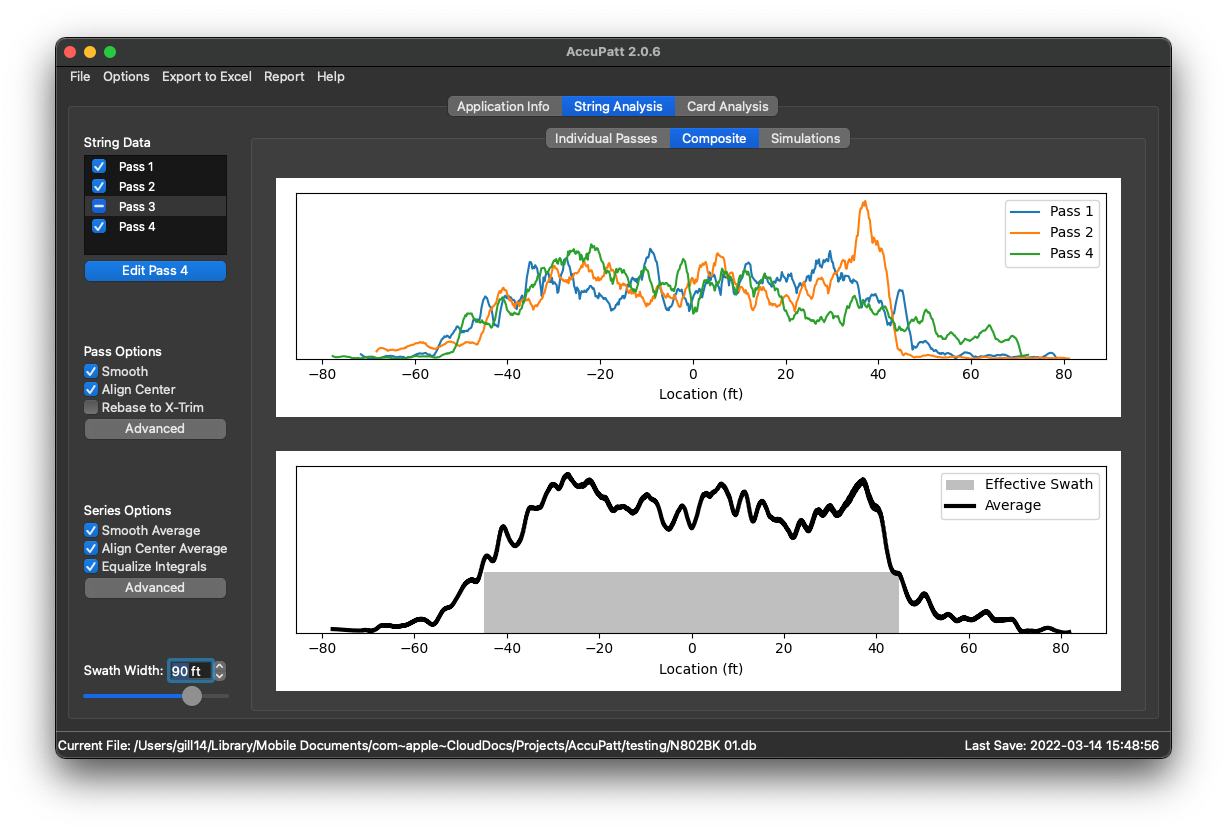 AccuPatt 2.0.6
File Options Export to Excel Report Help
Application Info String Analysis Card Analysis
Individual Passes Composite Simulations
String Data
Pass 1
Pass 2
Pass 3
Pass 4
Edit Pass 4
Pass Options
Smooth
Align Center
Rebase to X-Trim
Advanced
Series Options
Smooth Average
Align Center Average
Equalize Integrals
Advanced
Swath Width: 90 ft
Pass 1
Pass 2
Pass 4
−80 −60 −40 −20 0 20 40 60 80
Location (ft)
Effective Swath
Average
−80 −60 −40 −20 0 20 40 60 80
Location (ft)
Current File: /Users/gill14/Library/Mobile Documents/com~apple~CloudDocs/Projects/AccuPatt/testing/N802BK 01.db Last Save: 2022-03-14 15:48:56